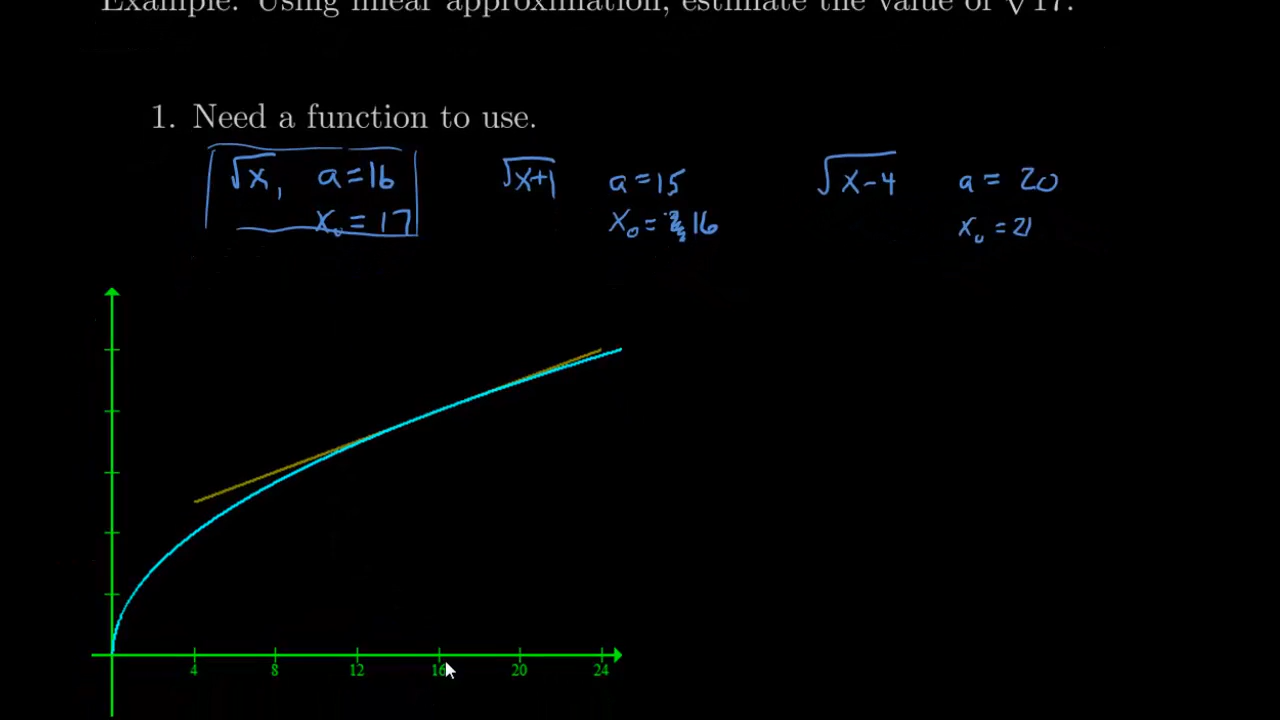 Example: Using linear approximation, estimate the value of √17.
1. Need a function to use.
√x, a=16 √x+1 a=15 √x-4 a = 20
x₀ = 17 x₀ = 16 x₀ = 21
4 8 12 16 20 24